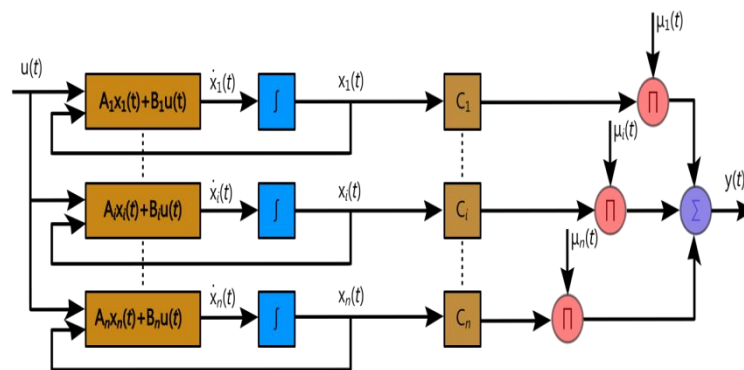 μ₁(t)
u(t)
ẋ₁(t)
x₁(t)
A₁x₁(t)+B₁u(t)
∫
C₁
∏
μᵢ(t)
ẋᵢ(t)
xᵢ(t)
y(t)
Aᵢxᵢ(t)+Bᵢu(t)
∫
Cᵢ
∏
∑
μₙ(t)
ẋₙ(t)
xₙ(t)
Aₙxₙ(t)+Bₙu(t)
∫
Cₙ
∏